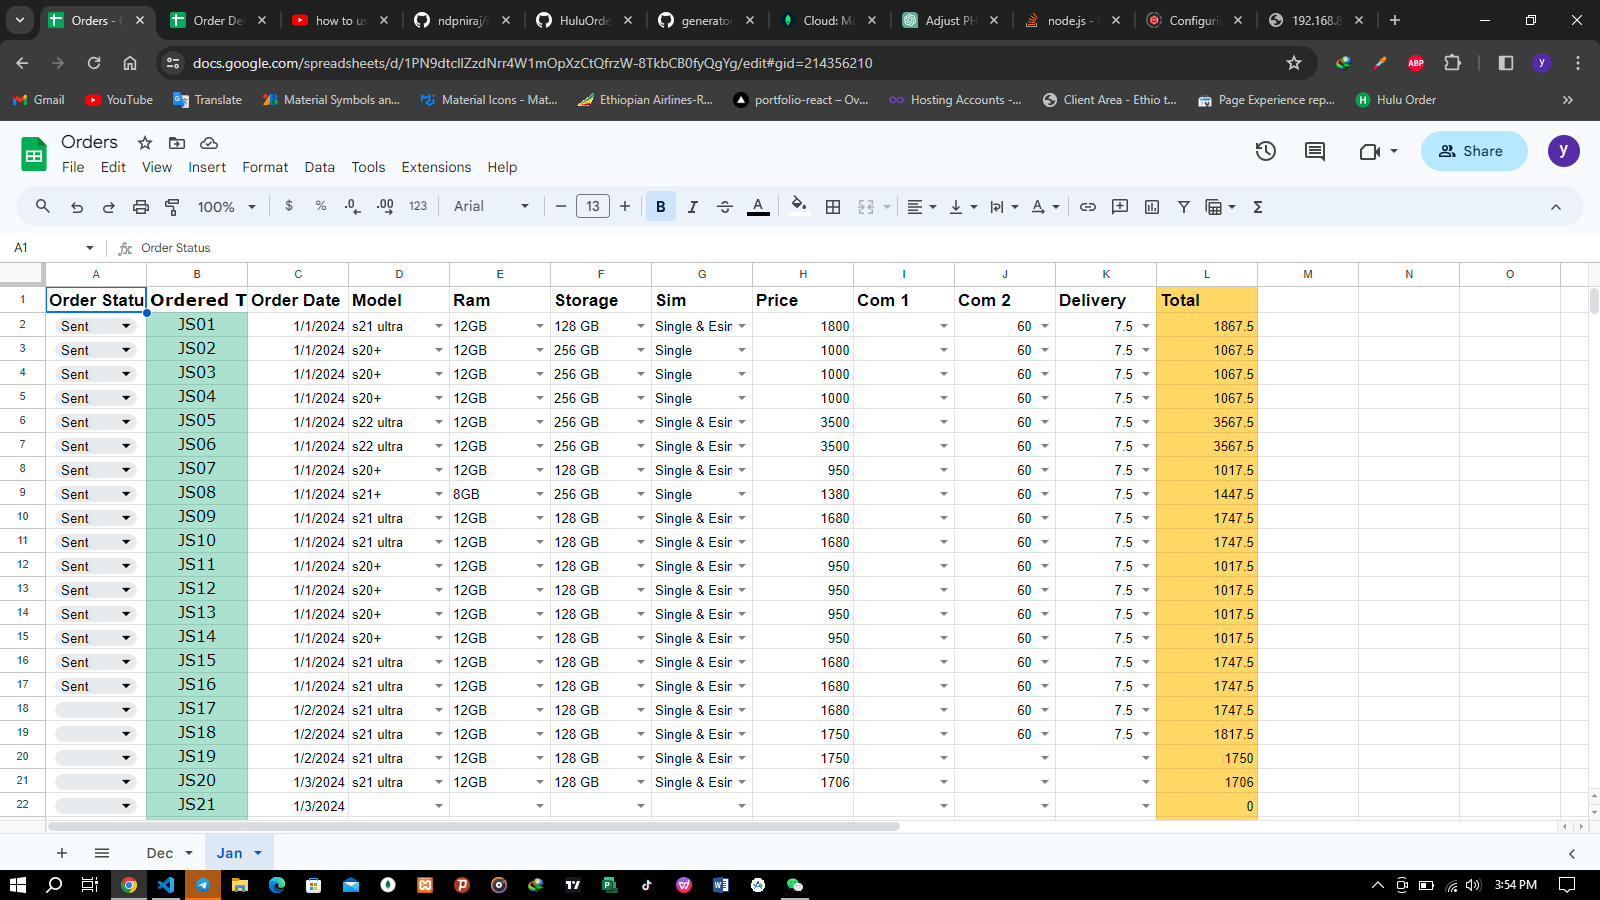 Orders - G
Order De
how to us
ndpniraj/r
HuluOrde
generator
Cloud: Mo
Adjust PH
node.js -
Configurin
192.168.8
docs.google.com/spreadsheets/d/1PN9dtcllZzdNrr4W1mOpXzCtQfrzW-8TkbCB0fyQgYg/edit#gid=214356210
ABP
y
Gmail YouTube Translate Material Symbols an... Material Icons - Mat... Ethiopian Airlines-R... portfolio-react – Ov... Hosting Accounts -... Client Area - Ethio t... Page Experience rep... Hulu Order
Orders
File Edit View Insert Format Data Tools Extensions Help
Share
y
100% $ % .0 .00 123 Arial 13 B I S A
A1 fx Order Status
A B C D E F G H I J K L M N O
1 Order Statu Ordered T Order Date Model Ram Storage Sim Price Com 1 Com 2 Delivery Total
2 Sent JS01 1/1/2024 s21 ultra 12GB 128 GB Single & Esin 1800 60 7.5 1867.5
3 Sent JS02 1/1/2024 s20+ 12GB 256 GB Single 1000 60 7.5 1067.5
4 Sent JS03 1/1/2024 s20+ 12GB 256 GB Single 1000 60 7.5 1067.5
5 Sent JS04 1/1/2024 s20+ 12GB 256 GB Single 1000 60 7.5 1067.5
6 Sent JS05 1/1/2024 s22 ultra 12GB 256 GB Single & Esin 3500 60 7.5 3567.5
7 Sent JS06 1/1/2024 s22 ultra 12GB 256 GB Single & Esin 3500 60 7.5 3567.5
8 Sent JS07 1/1/2024 s20+ 12GB 128 GB Single & Esin 950 60 7.5 1017.5
9 Sent JS08 1/1/2024 s21+ 8GB 256 GB Single 1380 60 7.5 1447.5
10 Sent JS09 1/1/2024 s21 ultra 12GB 128 GB Single & Esin 1680 60 7.5 1747.5
11 Sent JS10 1/1/2024 s21 ultra 12GB 128 GB Single & Esin 1680 60 7.5 1747.5
12 Sent JS11 1/1/2024 s20+ 12GB 128 GB Single & Esin 950 60 7.5 1017.5
13 Sent JS12 1/1/2024 s20+ 12GB 128 GB Single & Esin 950 60 7.5 1017.5
14 Sent JS13 1/1/2024 s20+ 12GB 128 GB Single & Esin 950 60 7.5 1017.5
15 Sent JS14 1/1/2024 s20+ 12GB 128 GB Single & Esin 950 60 7.5 1017.5
16 Sent JS15 1/1/2024 s21 ultra 12GB 128 GB Single & Esin 1680 60 7.5 1747.5
17 Sent JS16 1/1/2024 s21 ultra 12GB 128 GB Single & Esin 1680 60 7.5 1747.5
18 JS17 1/2/2024 s21 ultra 12GB 128 GB Single & Esin 1680 60 7.5 1747.5
19 JS18 1/2/2024 s21 ultra 12GB 128 GB Single & Esin 1750 60 7.5 1817.5
20 JS19 1/2/2024 s21 ultra 12GB 128 GB Single & Esin 1750 1750
21 JS20 1/3/2024 s21 ultra 12GB 128 GB Single & Esin 1706 1706
22 JS21 1/3/2024 0
Dec Jan
3:54 PM